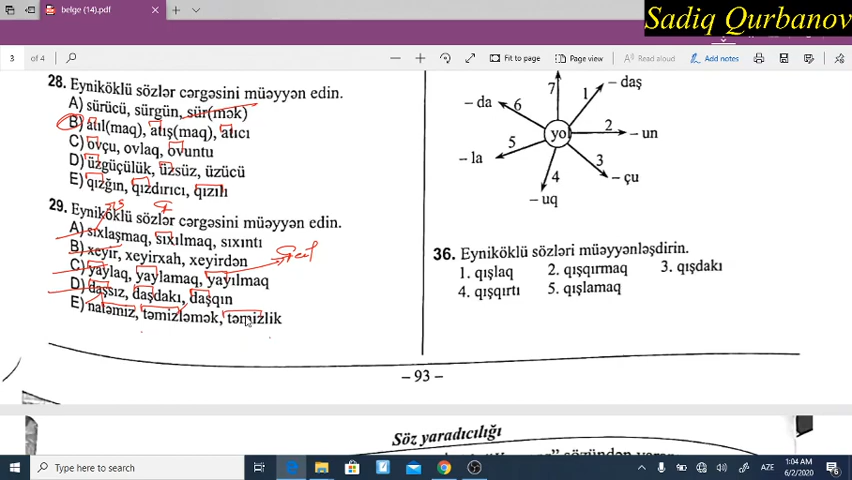 Sadiq Qurbanov
belge (14).pdf
3 of 4
Fit to page
Page view
Read aloud
Add notes
28. Eyniköklü sözlər cərgəsini müəyyən edin.
A) sürücü, sürgün, sür(mək)
B) atıl(maq), atış(maq), atıcı
C) ovçu, ovlaq, ovuntu
D) üzgüçülük, üzsüz, üzücü
E) qızğın, qızdırıcı, qızılı
29. Eyniköklü sözlər cərgəsini müəyyən edin.
A) sıxlaşmaq, sıxılmaq, sıxıntı
B) xeyir, xeyirxah, xeyirdən
C) yaylaq, yaylamaq, yayılmaq
D) daşsız, daşdakı, daşqın
E) natəmiz, təmizləmək, təmizlik
7
1 – daş
– da 6
yo
2 – un
5
– la
3
– çu
4
– uq
36. Eyniköklü sözləri müəyyənləşdirin.
1. qışlaq 2. qışqırmaq 3. qışdakı
4. qışqırtı 5. qışlamaq
– 93 –
Söz yaradıcılığı
sözündən
Type here to search
AZE
1:04 AM
6/2/2020
6